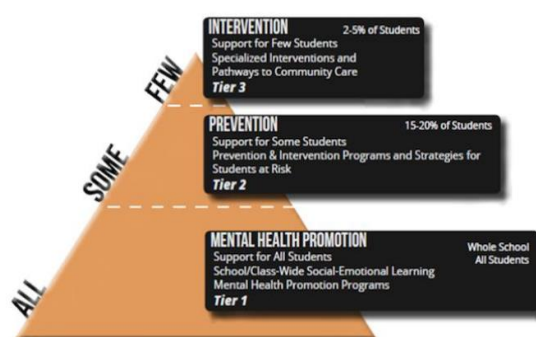 FEW
INTERVENTION 2-5% of Students
Support for Few Students
Specialized Interventions and
Pathways to Community Care
Tier 3
SOME
PREVENTION 15-20% of Students
Support for Some Students
Prevention & Intervention Programs and Strategies for
Students at Risk
Tier 2
ALL
MENTAL HEALTH PROMOTION Whole School
Support for All Students All Students
School/Class-Wide Social-Emotional Learning
Mental Health Promotion Programs
Tier 1